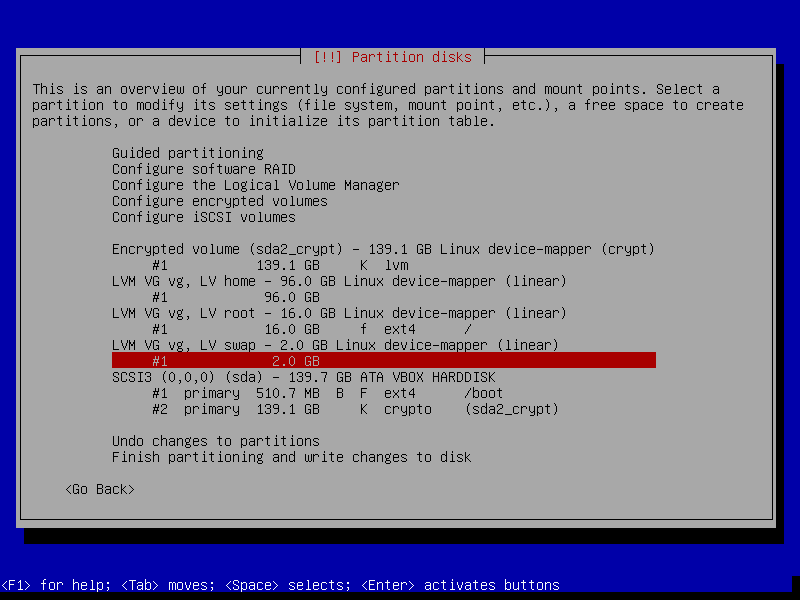 [!!] Partition disks
This is an overview of your currently configured partitions and mount points. Select a
partition to modify its settings (file system, mount point, etc.), a free space to create
partitions, or a device to initialize its partition table.
Guided partitioning
Configure software RAID
Configure the Logical Volume Manager
Configure encrypted volumes
Configure iSCSI volumes
Encrypted volume (sda2_crypt) - 139.1 GB Linux device-mapper (crypt)
#1 139.1 GB K lvm
LVM VG vg, LV home - 96.0 GB Linux device-mapper (linear)
#1 96.0 GB
LVM VG vg, LV root - 16.0 GB Linux device-mapper (linear)
#1 16.0 GB f ext4 /
LVM VG vg, LV swap - 2.0 GB Linux device-mapper (linear)
#1 2.0 GB
SCSI3 (0,0,0) (sda) - 139.7 GB ATA VBOX HARDDISK
#1 primary 510.7 MB B F ext4 /boot
#2 primary 139.1 GB K crypto (sda2_crypt)
Undo changes to partitions
Finish partitioning and write changes to disk
<Go Back>
<F1> for help; <Tab> moves; <Space> selects; <Enter> activates buttons